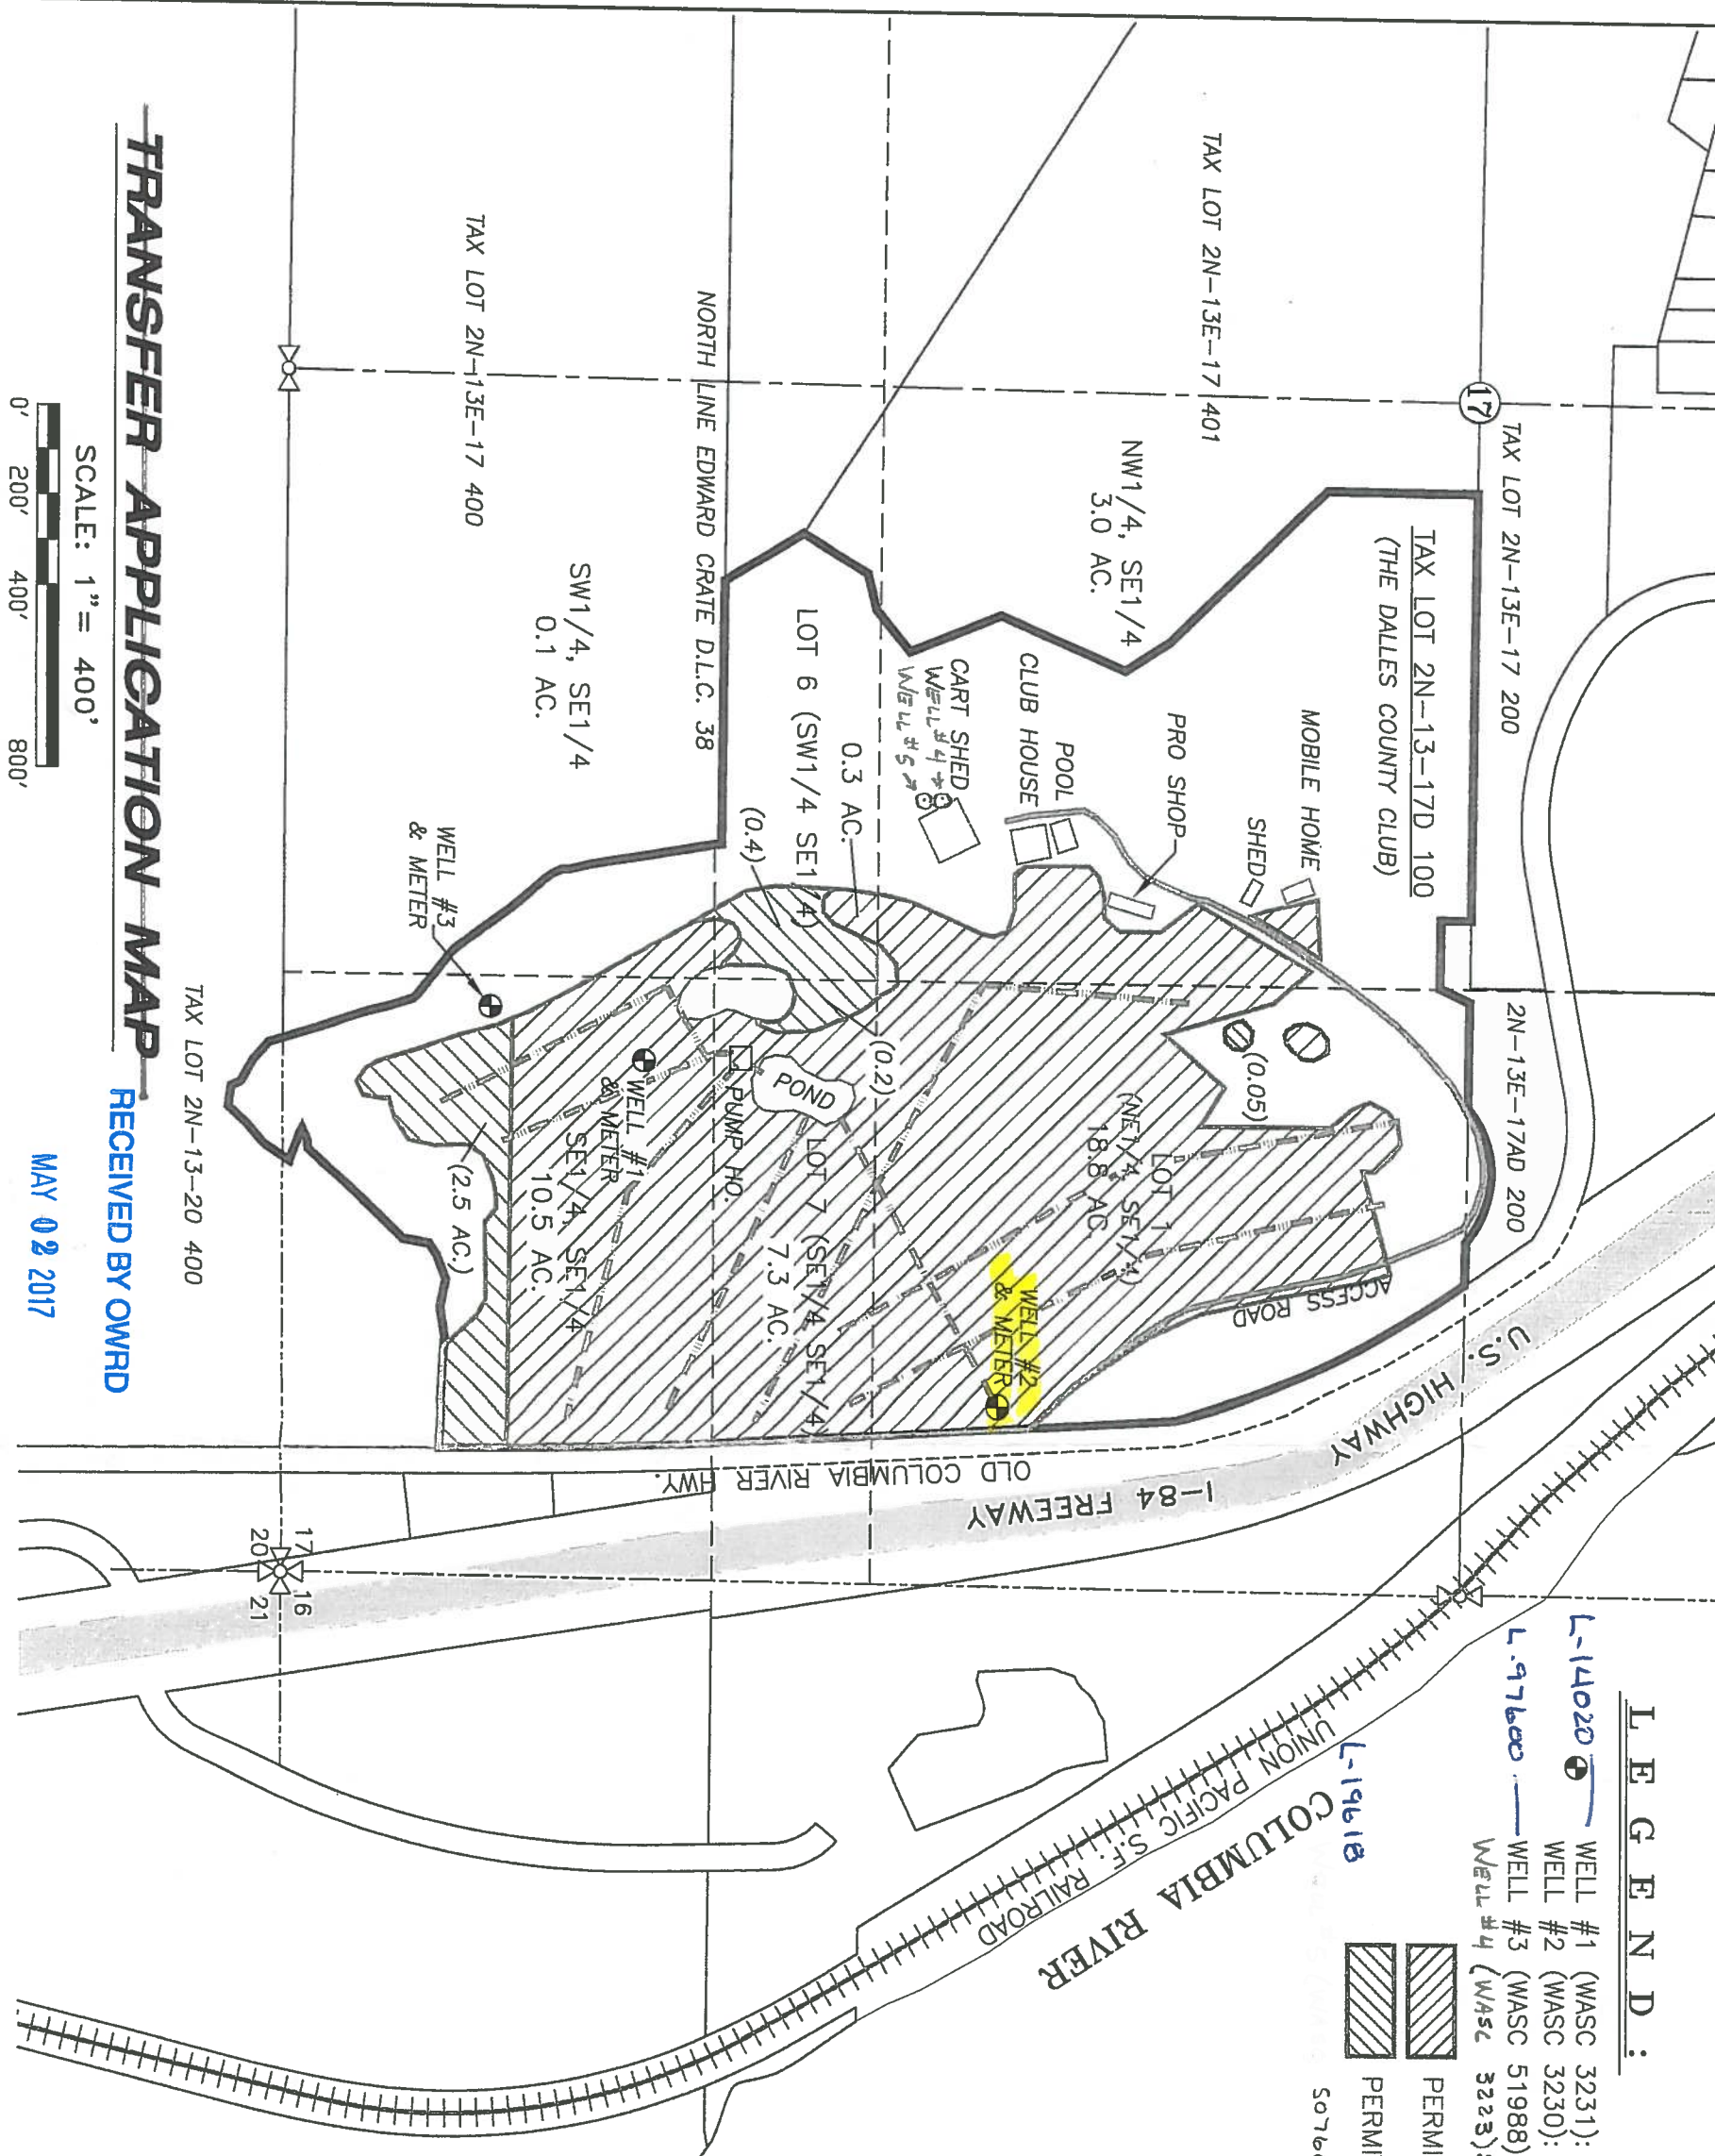 TAX LOT 2N-13E-17 401
17
TAX LOT 2N-13E-17 200
TAX LOT 2N-13-17D 100
(THE DALLES COUNTY CLUB)
2N-13E-17AD 200
NW1/4, SE1/4
3.0 AC.
MOBILE HOME
SHED
PRO SHOP
POOL
CLUB HOUSE
CART SHED
WELL #4
WELL #5
LOT 6 (SW1/4 SE1/4)
0.3 AC.
(0.4)
(0.2)
(0.05)
LOT 1
(NE1/4 SE1/4)
18.8 AC.
WELL #2
& METER
ACCESS ROAD
NORTH LINE EDWARD CRATE D.L.C. 38
TAX LOT 2N-13E-17 400
SW1/4, SE1/4
0.1 AC.
POND
PUMP HO.
LOT 7 (SE1/4 SE1/4)
7.3 AC.
WELL #1
& METER
SE1/4, SE1/4
10.5 AC.
(2.5 AC.)
WELL #3
& METER
TAX LOT 2N-13-20 400
U.S.
HIGHWAY
I-84 FREEWAY
OLD COLUMBIA RIVER HWY.
17
16
20
21
UNION PACIFIC S.F. RAILROAD
COLUMBIA RIVER
LEGEND:
L-14020
WELL #1 (WASC 3231):
WELL #2 (WASC 3230):
L-97600
WELL #3 (WASC 51988)
WELL #4 (WASC 3223):
L-19618
PERMI
PERMI
TRANSFER APPLICATION MAP
SCALE: 1"= 400'
0'
200'
400'
800'
RECEIVED BY OWRD
MAY 02 2017